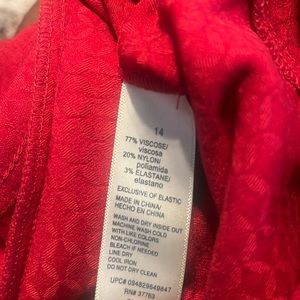 14
77% VISCOSE/
viscosa
20% NYLON/
poliamida
3% ELASTANE/
elastano
EXCLUSIVE OF ELASTIC
MADE IN CHINA/
HECHO EN CHINA
WASH AND DRY INSIDE OUT
MACHINE WASH COLD
WITH LIKE COLORS
NON-CHLORINE
BLEACH IF NEEDED
LINE DRY
COOL IRON
DO NOT DRY CLEAN
UPC# 094829649847
RN# 37763